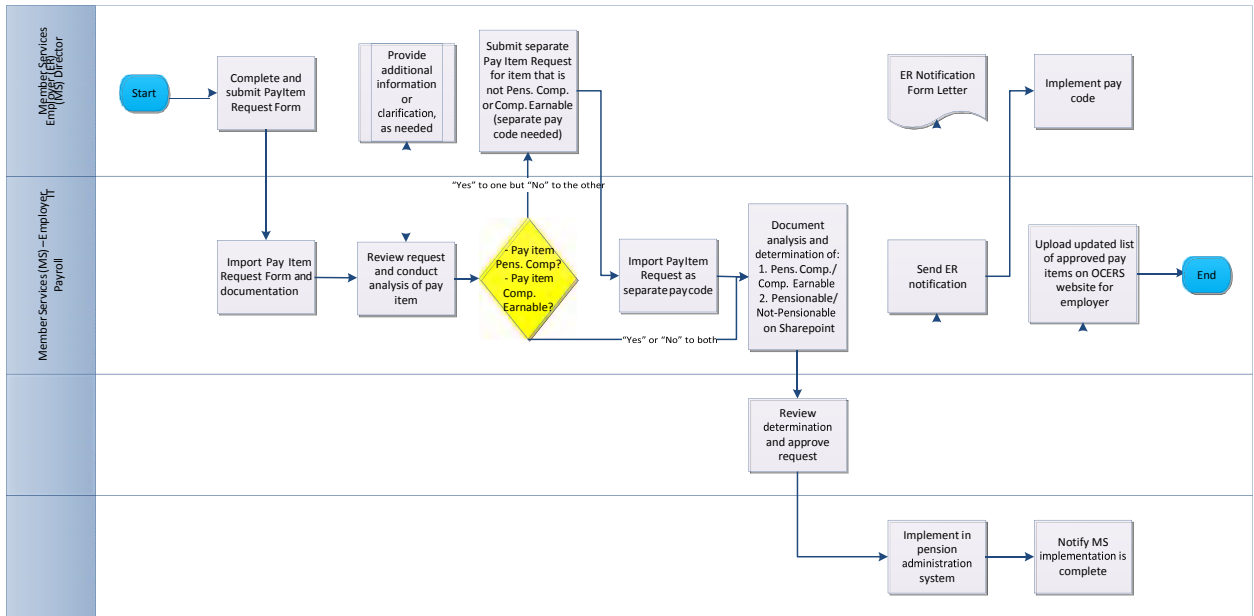 Member Services
Employer (ER)
(MS) Director
Start
Complete and
submit PayItem
Request Form
Provide
additional
information
or
clarification,
as needed
Submit separate
Pay Item Request
for item that is
not Pens. Comp.
or Comp. Earnable
(separate pay
code needed)
ER Notification
Form Letter
Implement pay
code
"Yes" to one but "No" to the other
Member Services (MS) – Employer
Payroll
IT
Import Pay Item
Request Form and
documentation
Review request
and conduct
analysis of pay
item
- Pay item
Pens. Comp?
- Pay item
Comp.
Earnable?
Import PayItem
Request as
separate pay code
"Yes" or "No" to both
Document
analysis and
determination of:
1. Pens. Comp./
Comp. Earnable
2. Pensionable/
Not-Pensionable
on Sharepoint
Send ER
notification
Upload updated list
of approved pay
items on OCERS
website for
employer
End
Review
determination
and approve
request
Implement in
pension
administration
system
Notify MS
implementation is
complete